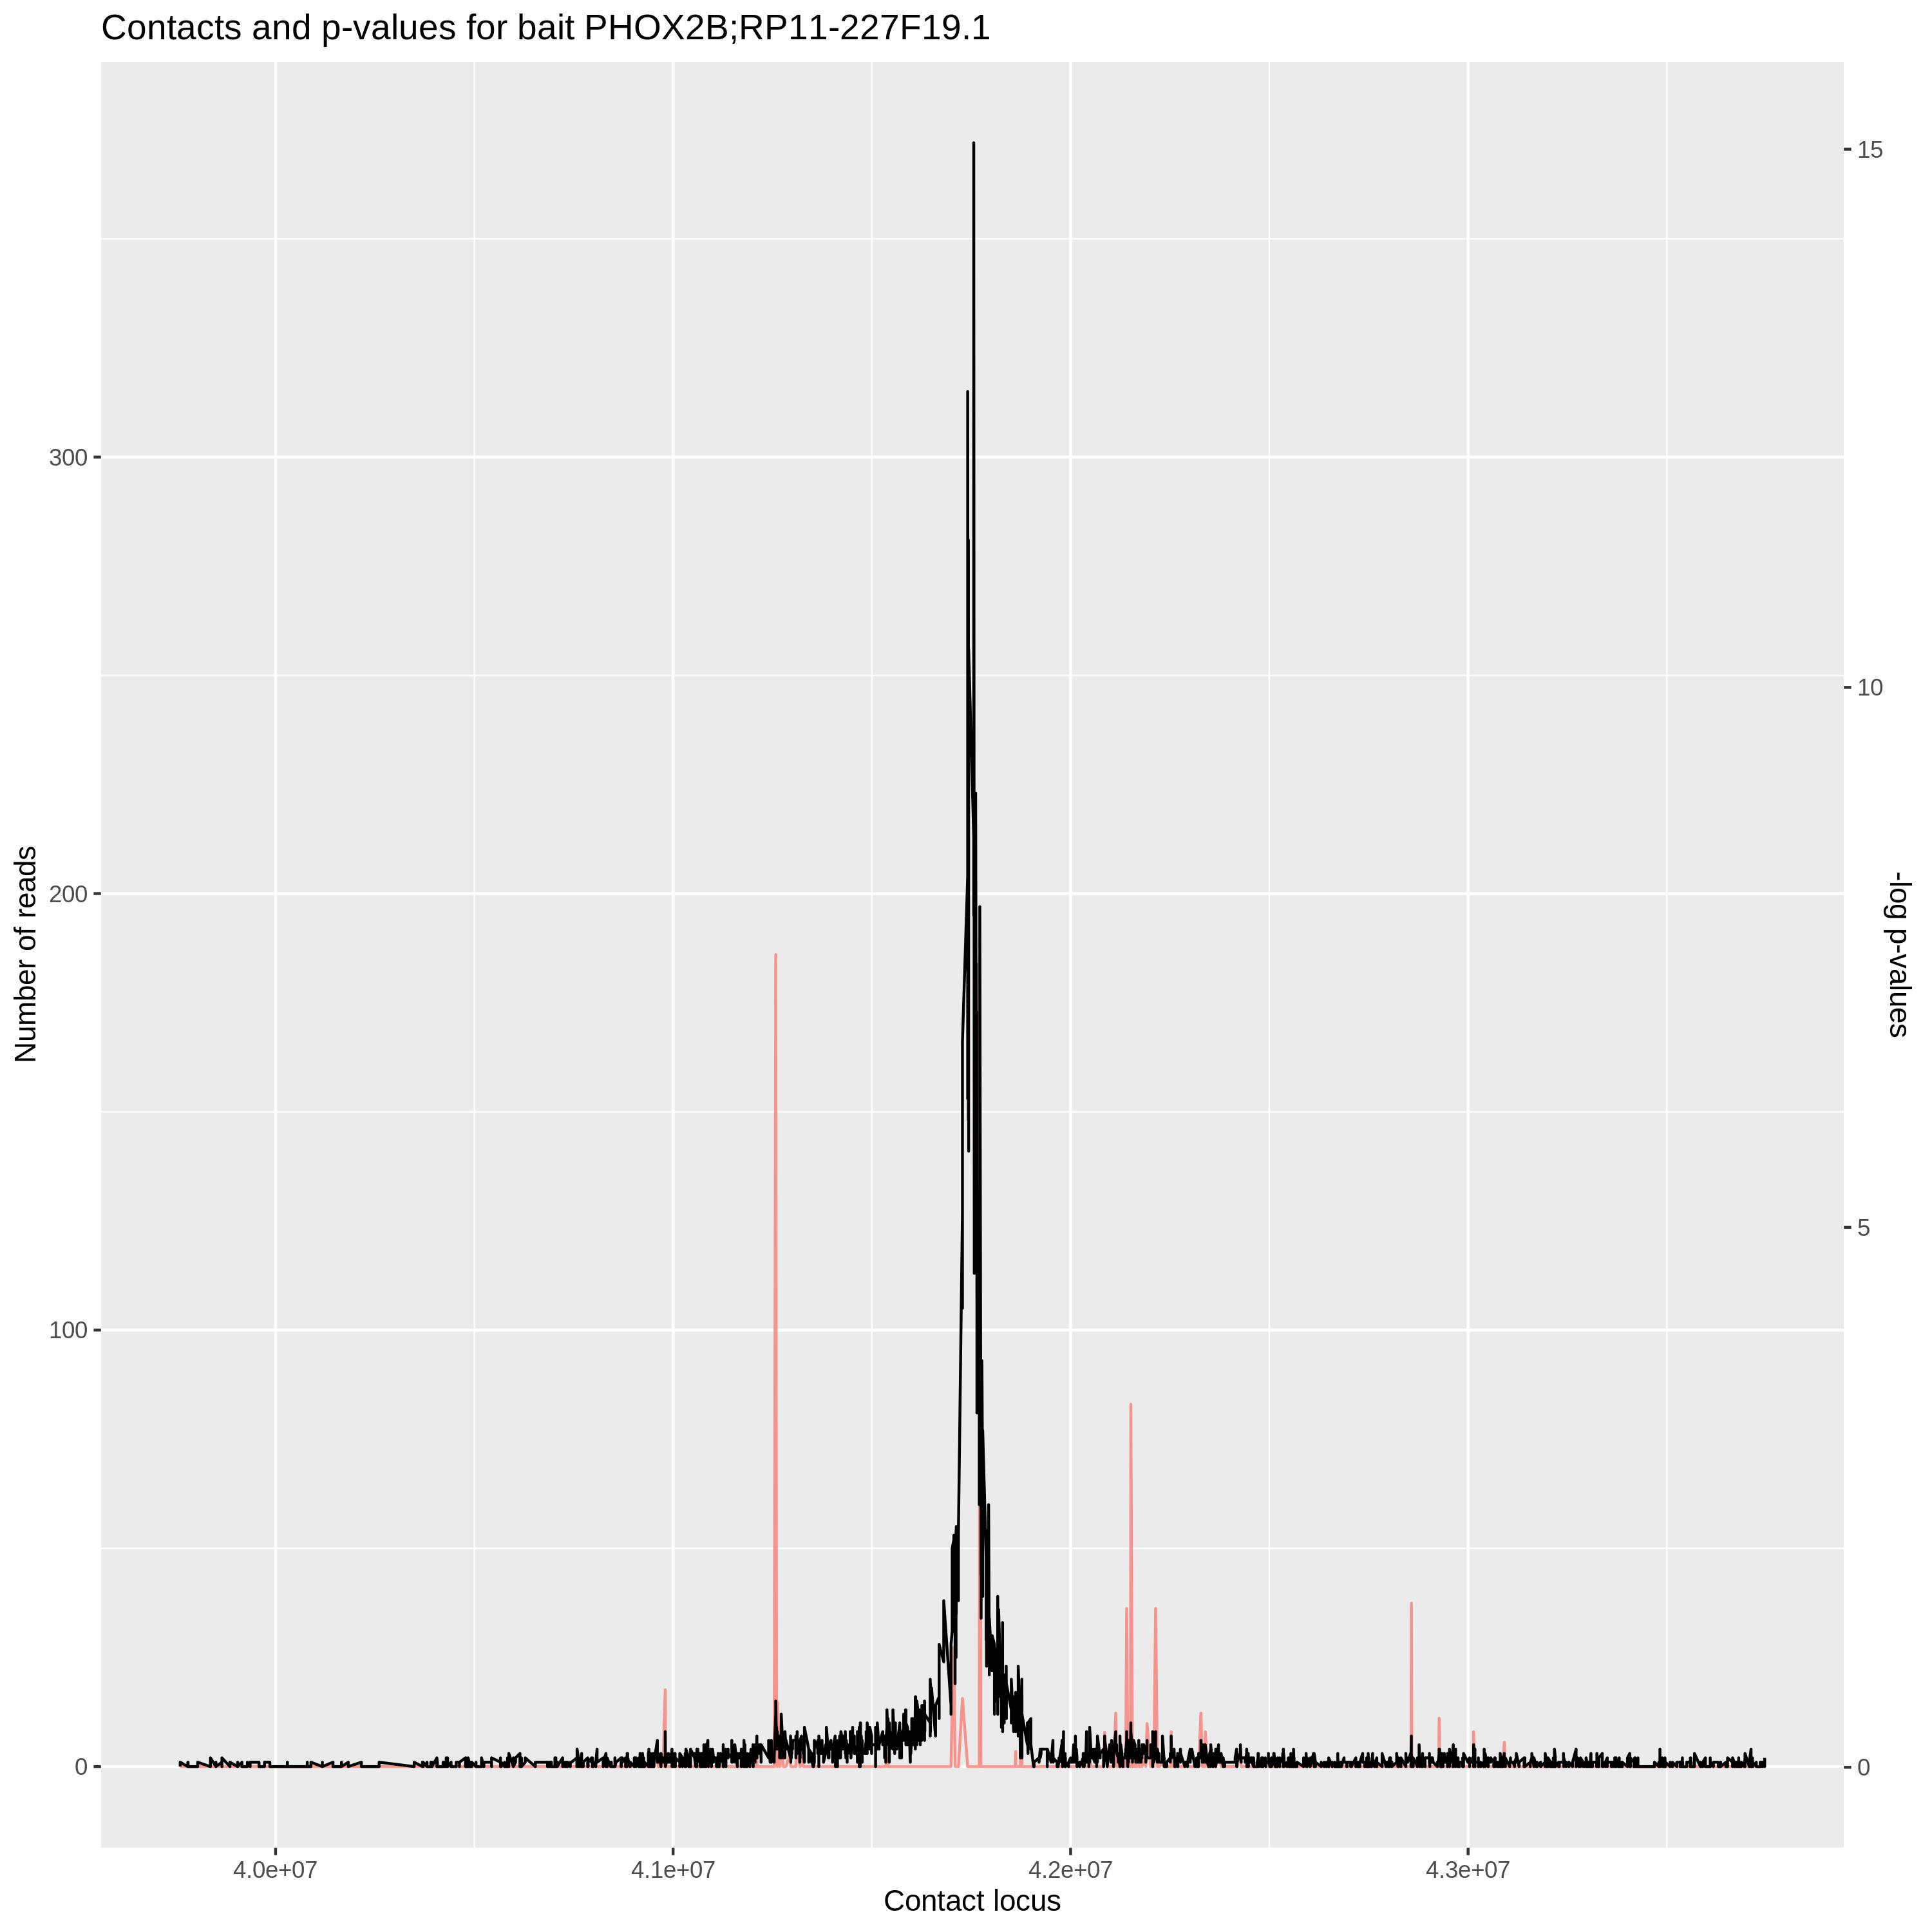 Contacts and p-values for bait PHOX2B;RP11-227F19.1
15
300
10
Number of reads
200
-log p-values
5
100
0
0
4.0e+07
4.1e+07
4.2e+07
4.3e+07
Contact locus